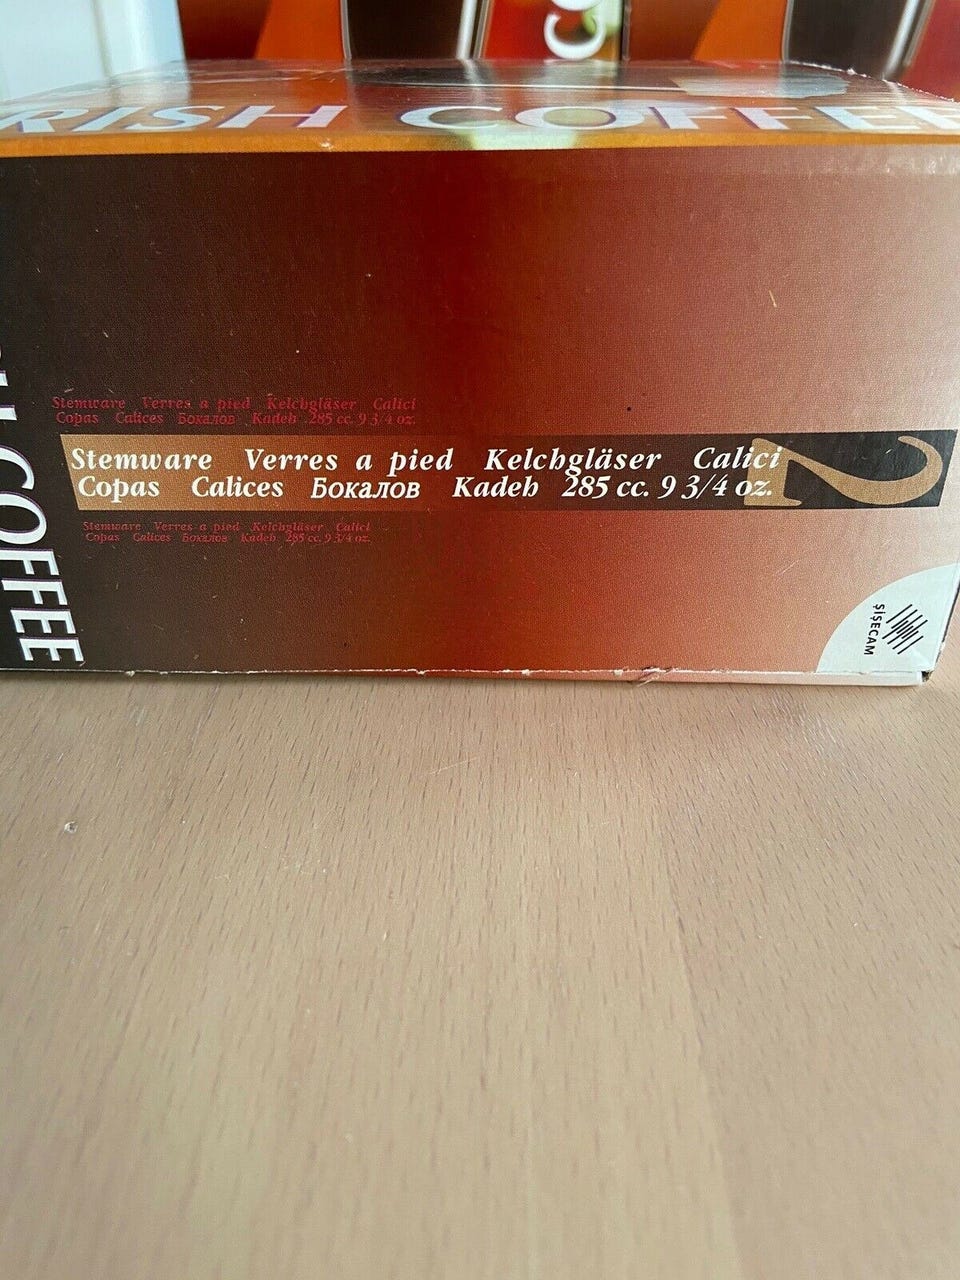 IRISH COFFEE
Stemware Verres a pied Kelchgläser Calici
Copas Calices Бокалов Kadeh 285 cc. 9 3/4 oz.
Stemware Verres a pied Kelchgläser Calici
Copas Calices Бокалов Kadeh 285 cc. 9 3/4 oz.
2
Stemware Verres a pied Kelchgläser Calici
Copas Calices Бокалов Kadeh 285 cc. 9 3/4 oz.
COFFEE
ŞİŞECAM